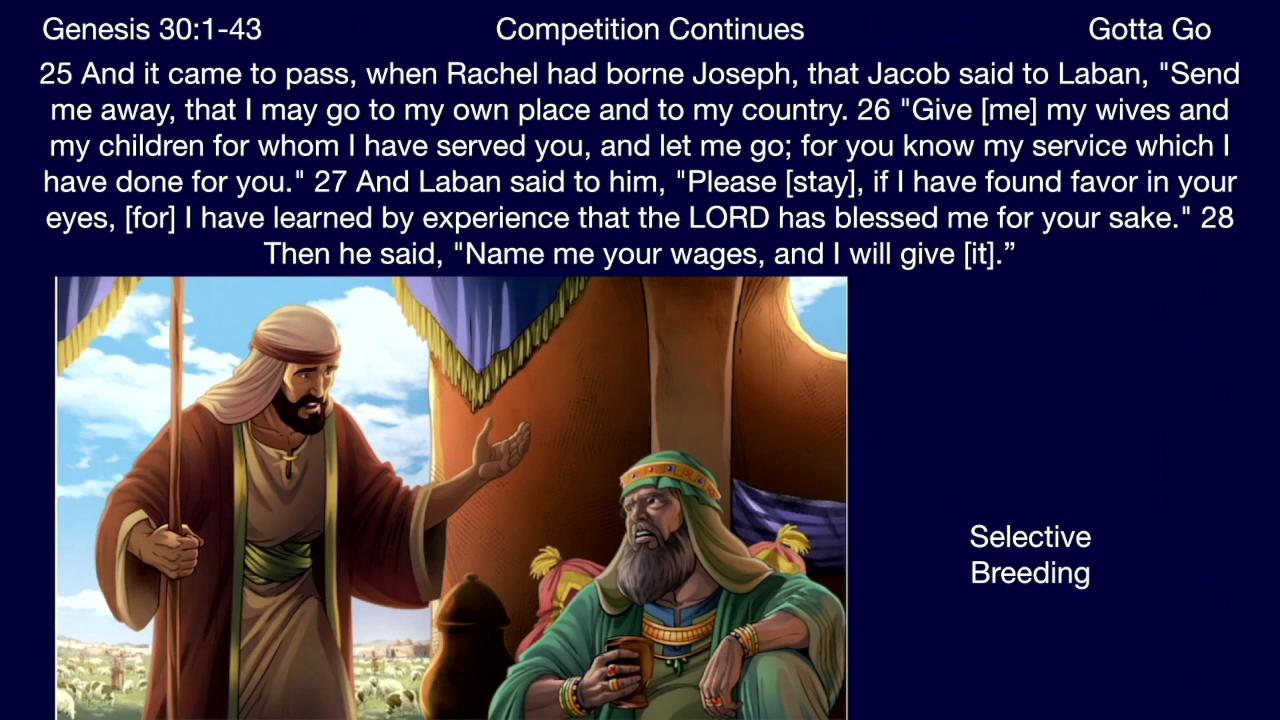 Genesis 30:1-43 Competition Continues Gotta Go
25 And it came to pass, when Rachel had borne Joseph, that Jacob said to Laban, "Send
me away, that I may go to my own place and to my country. 26 "Give [me] my wives and
my children for whom I have served you, and let me go; for you know my service which I
have done for you." 27 And Laban said to him, "Please [stay], if I have found favor in your
eyes, [for] I have learned by experience that the LORD has blessed me for your sake." 28
Then he said, "Name me your wages, and I will give [it].”
Selective
Breeding